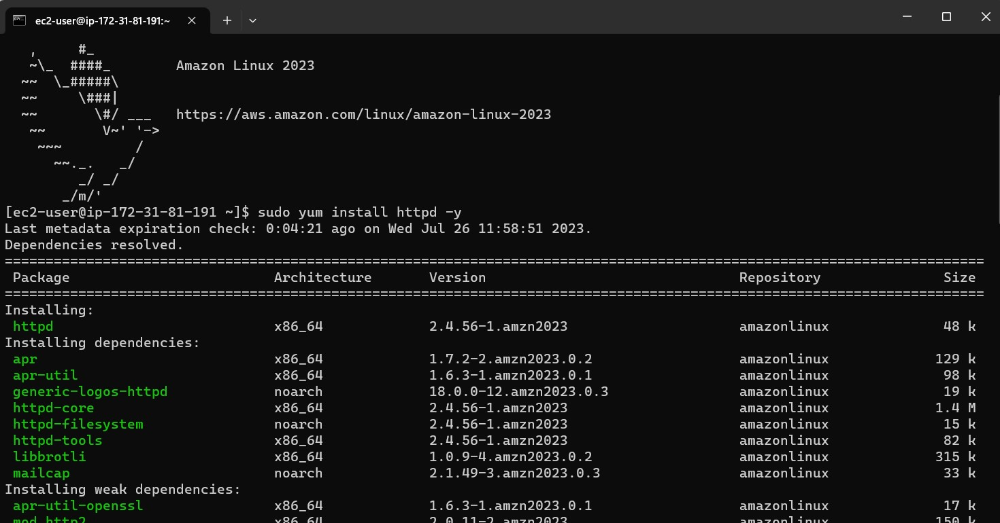 ec2-user@ip-172-31-81-191:~
   ,     #_
   ~\_  ####_        Amazon Linux 2023
  ~~  \_#####\
  ~~     \###|
  ~~       \#/ ___   https://aws.amazon.com/linux/amazon-linux-2023
   ~~       V~' '->
    ~~~         /
      ~~._.   _/
         _/ _/
       _/m/'
[ec2-user@ip-172-31-81-191 ~]$ sudo yum install httpd -y
Last metadata expiration check: 0:04:21 ago on Wed Jul 26 11:58:51 2023.
Dependencies resolved.
========================================================================================================================
 Package                        Architecture       Version                               Repository               Size
========================================================================================================================
Installing:
 httpd                          x86_64             2.4.56-1.amzn2023                     amazonlinux              48 k
Installing dependencies:
 apr                            x86_64             1.7.2-2.amzn2023.0.2                  amazonlinux             129 k
 apr-util                       x86_64             1.6.3-1.amzn2023.0.1                  amazonlinux              98 k
 generic-logos-httpd            noarch             18.0.0-12.amzn2023.0.3                amazonlinux              19 k
 httpd-core                     x86_64             2.4.56-1.amzn2023                     amazonlinux             1.4 M
 httpd-filesystem               noarch             2.4.56-1.amzn2023                     amazonlinux              15 k
 httpd-tools                    x86_64             2.4.56-1.amzn2023                     amazonlinux              82 k
 libbrotli                      x86_64             1.0.9-4.amzn2023.0.2                  amazonlinux             315 k
 mailcap                        noarch             2.1.49-3.amzn2023.0.3                 amazonlinux              33 k
Installing weak dependencies:
 apr-util-openssl               x86_64             1.6.3-1.amzn2023.0.1                  amazonlinux              17 k
 mod_http2                      x86_64             2.0.11-2.amzn2023                     amazonlinux             150 k